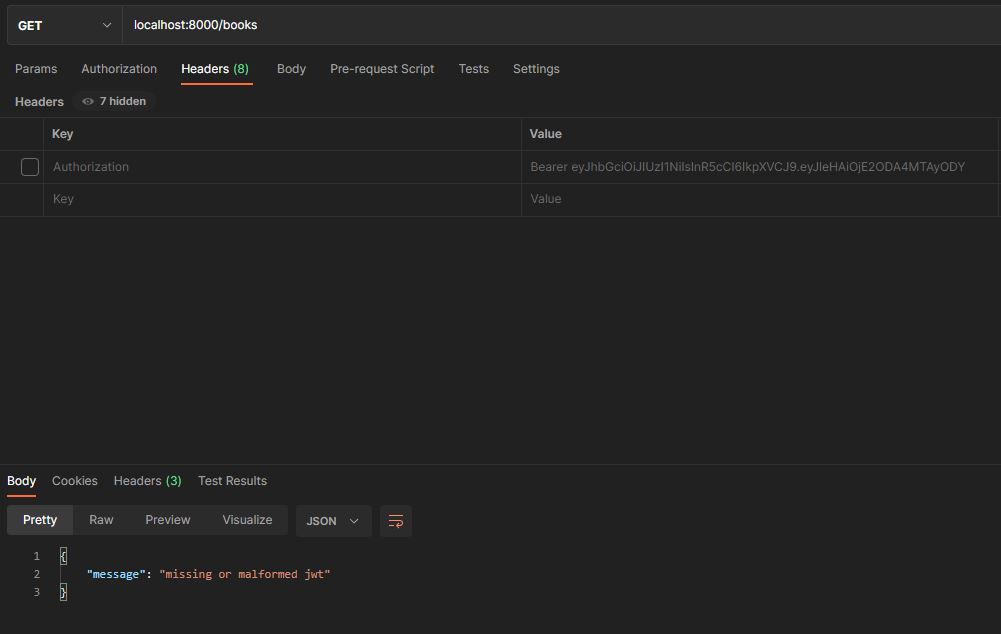 GET localhost:8000/books
Params Authorization Headers (8) Body Pre-request Script Tests Settings
Headers 7 hidden
Key Value
Authorization Bearer eyJhbGciOiJIUzI1NiIsInR5cCI6IkpXVCJ9.eyJleHAiOjE2ODA4MTAyODY
Key Value
Body Cookies Headers (3) Test Results
Pretty Raw Preview Visualize JSON
1 {
2 "message": "missing or malformed jwt"
3 }